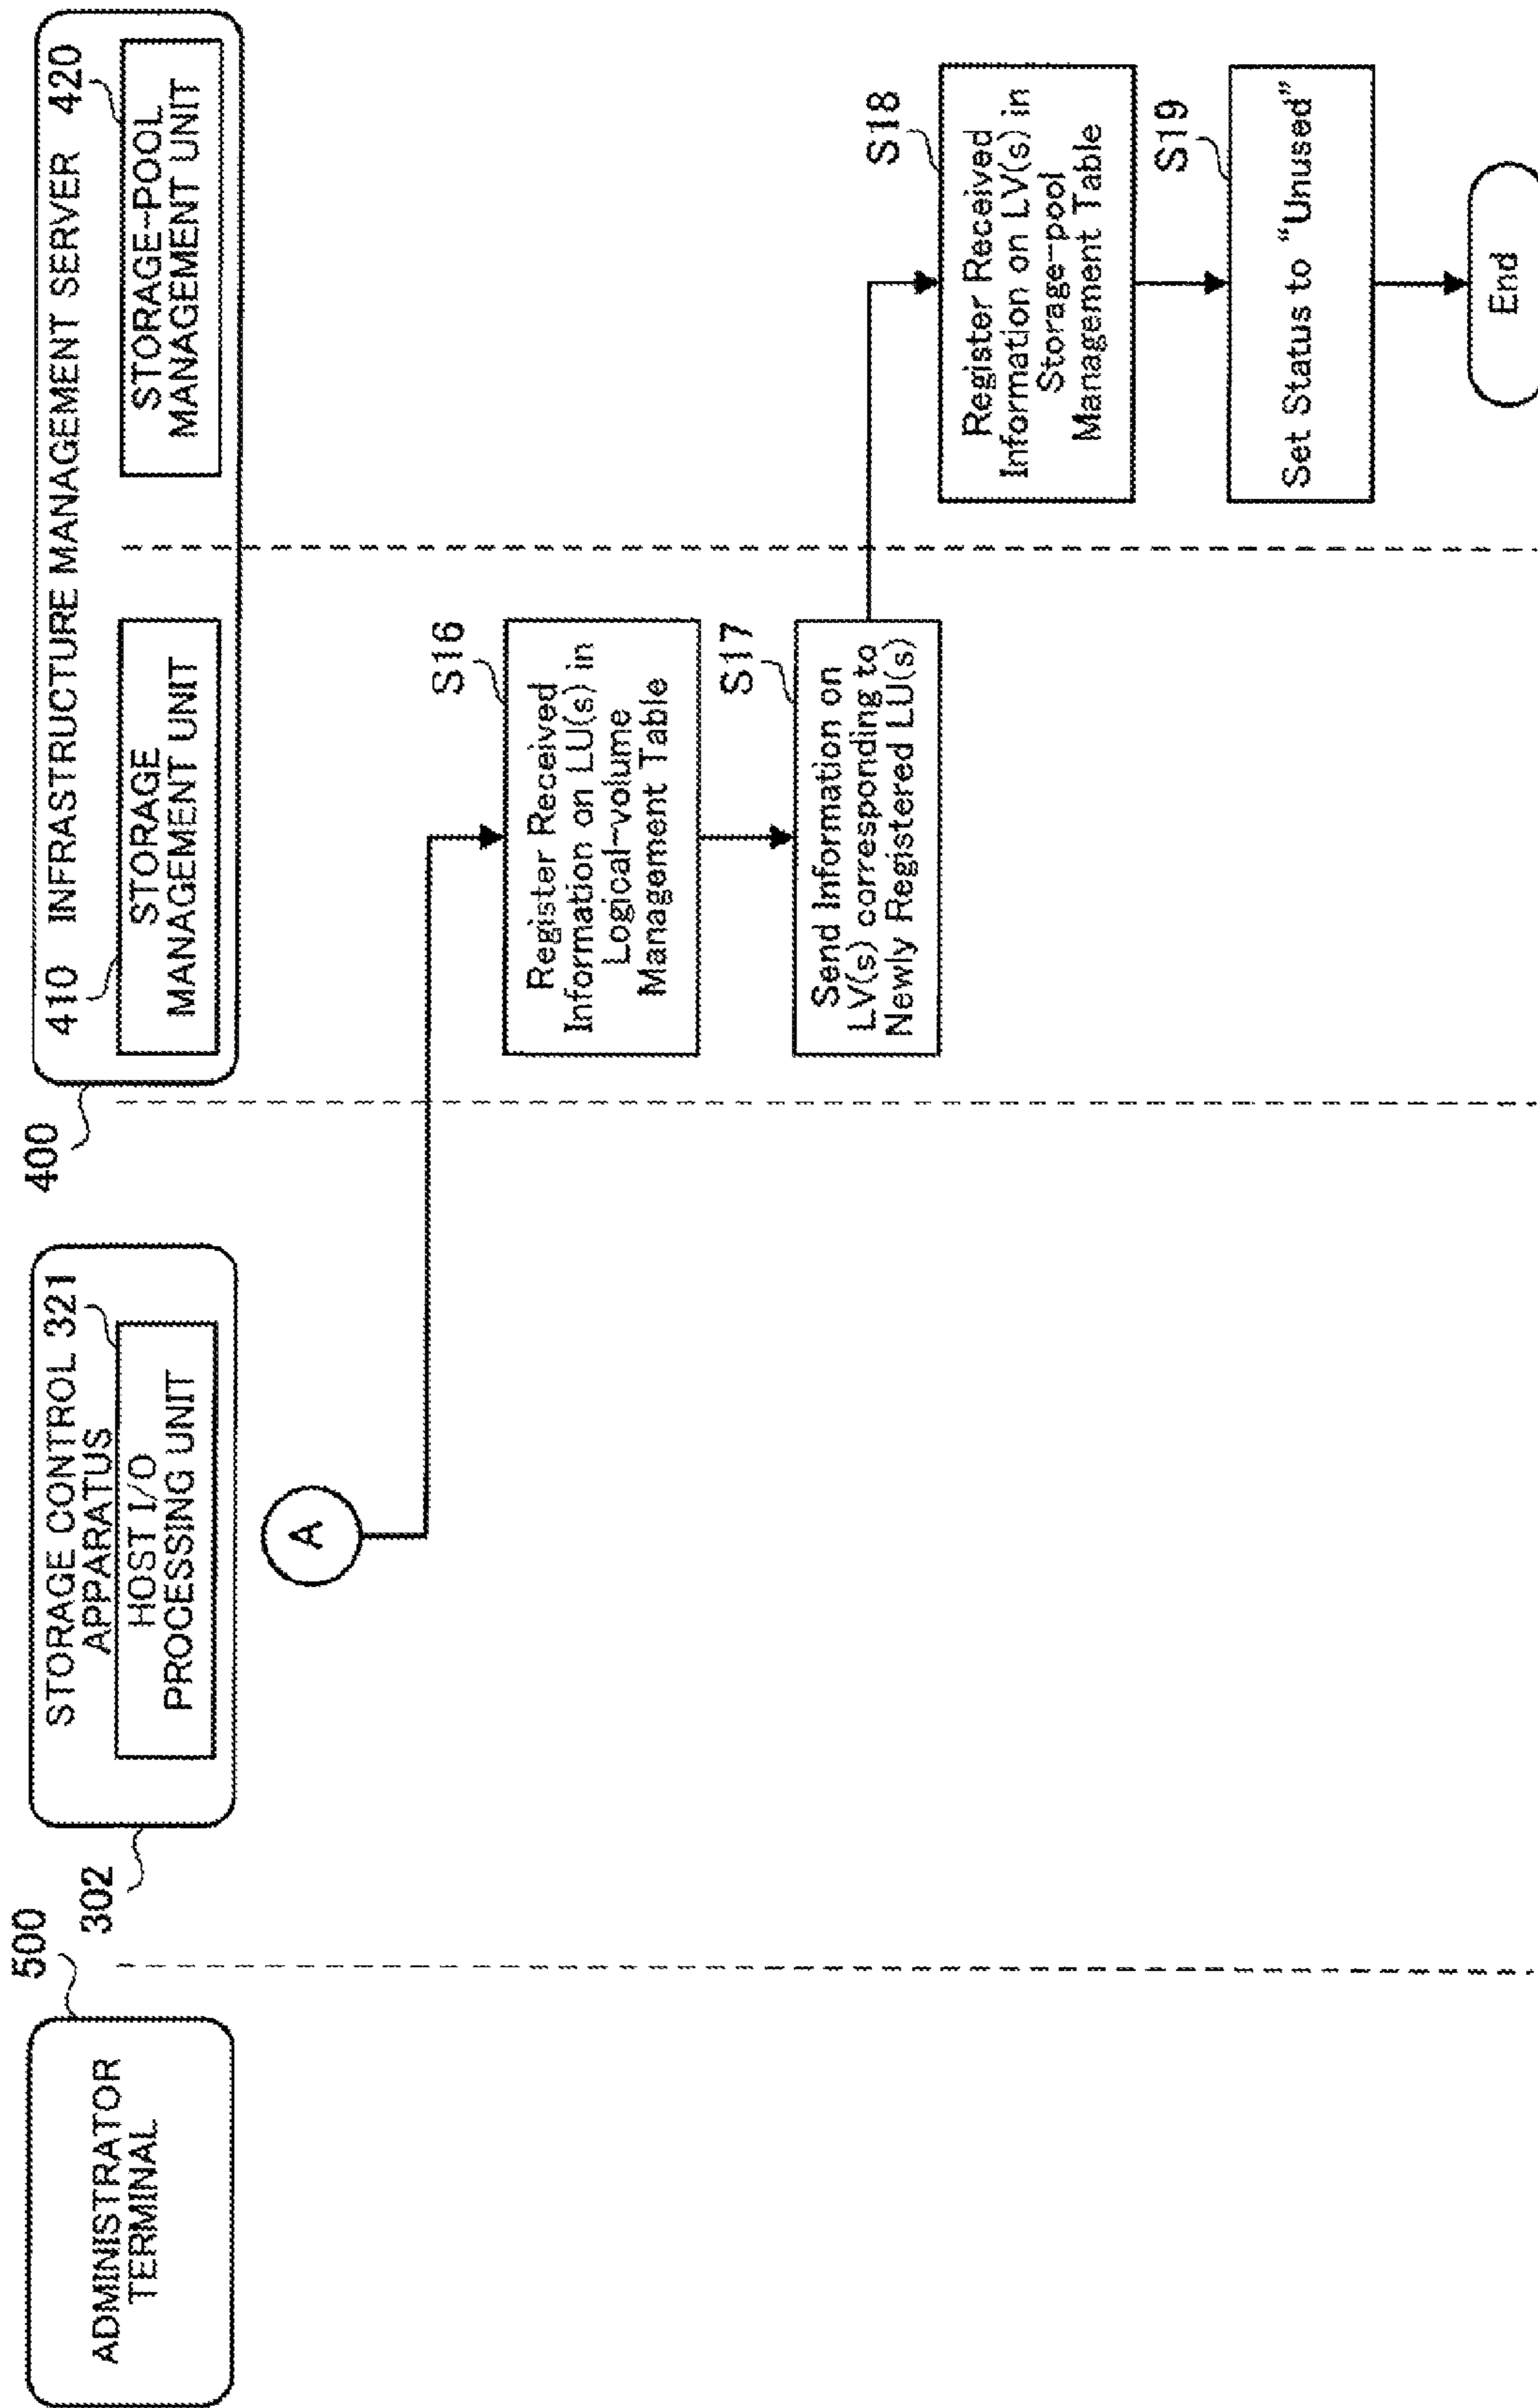 500
ADMINISTRATOR
TERMINAL
302
STORAGE CONTROL 321
APPARATUS
HOST I/O
PROCESSING UNIT
400
410 INFRASTRUCTURE MANAGEMENT SERVER 420
STORAGE
MANAGEMENT UNIT
STORAGE-POOL
MANAGEMENT UNIT
A
S16
Register Received
Information on LU(s) in
Logical-volume
Management Table
S17
Send Information on
LV(s) corresponding to
Newly Registered LU(s)
S18
Register Received
Information on LV(s) in
Storage-pool
Management Table
S19
Set Status to "Unused"
End